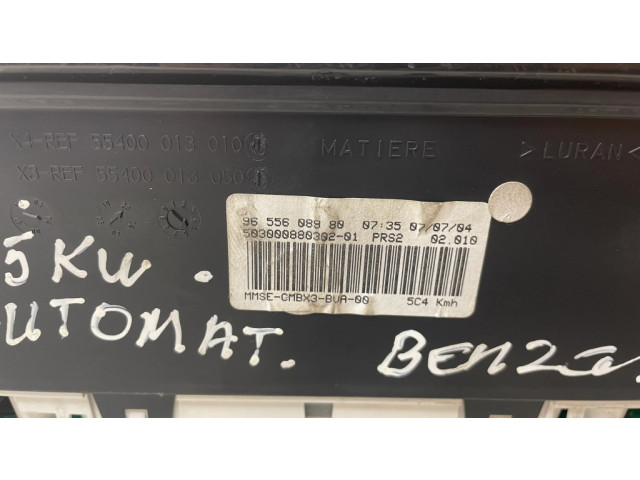 X4-REF 55400 013 010
X3-REF 55400 013 050
MATIERE
>LURAN<
96 556 089 80 07:35 07/07/04
503000880302-01 PRS2 02.010
MMSE-CMBX3-BVA-00 5C4 Kmh
5KW.
UTOMAT.